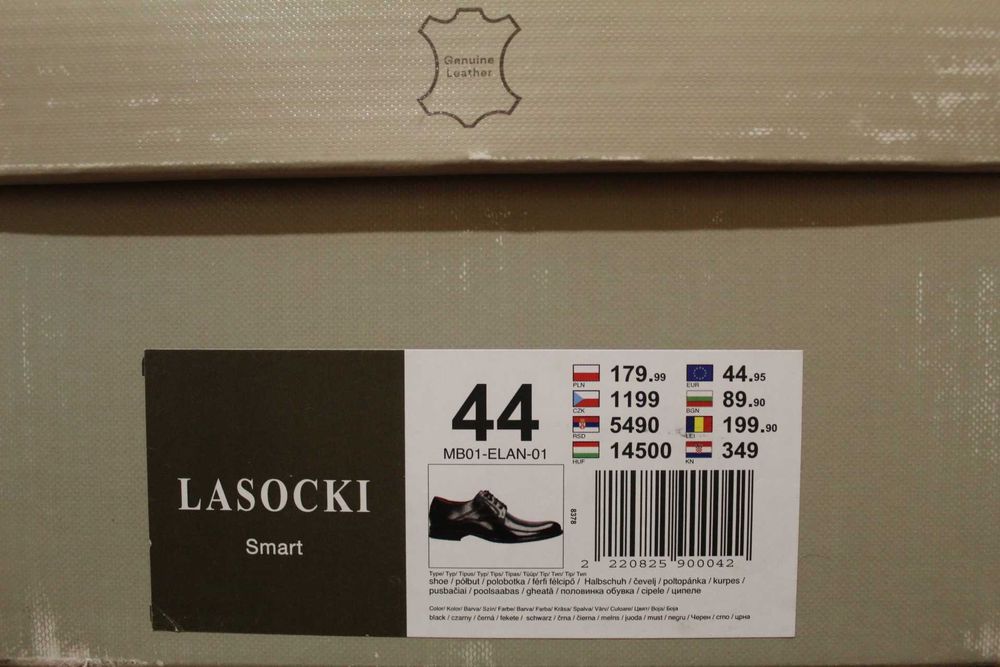 Genuine
Leather
LASOCKI
Smart
44
MB01-ELAN-01
PLN 179.99
EUR 44.95
CZK 1199
BGN 89.90
RSD 5490
LEI 199.90
HUF 14500
KN 349
8378
2 220825 900042
Type/ Typ/ Tipus/ Typ/ Tips/ Tipas/ Tüüp/ Tip/ Тип/ Tip/ Тип
shoe / półbut / polobotka / férfi félcipő / Halbschuh / čevelj / poltopánka / kurpes /
pusbačiai / poolsaabas / gheată / половинка обувка / cipele / ципеле
Color/ Kolor/ Barva/ Szín/ Farbe/ Barva/ Farba/ Krāsa/ Spalva/ Värv/ Culoare/ Цвят/ Boja/ Боја
black / czarny / černá / fekete / schwarz / črna / čierna / melns / juoda / must / negru / Черен / crno / црна